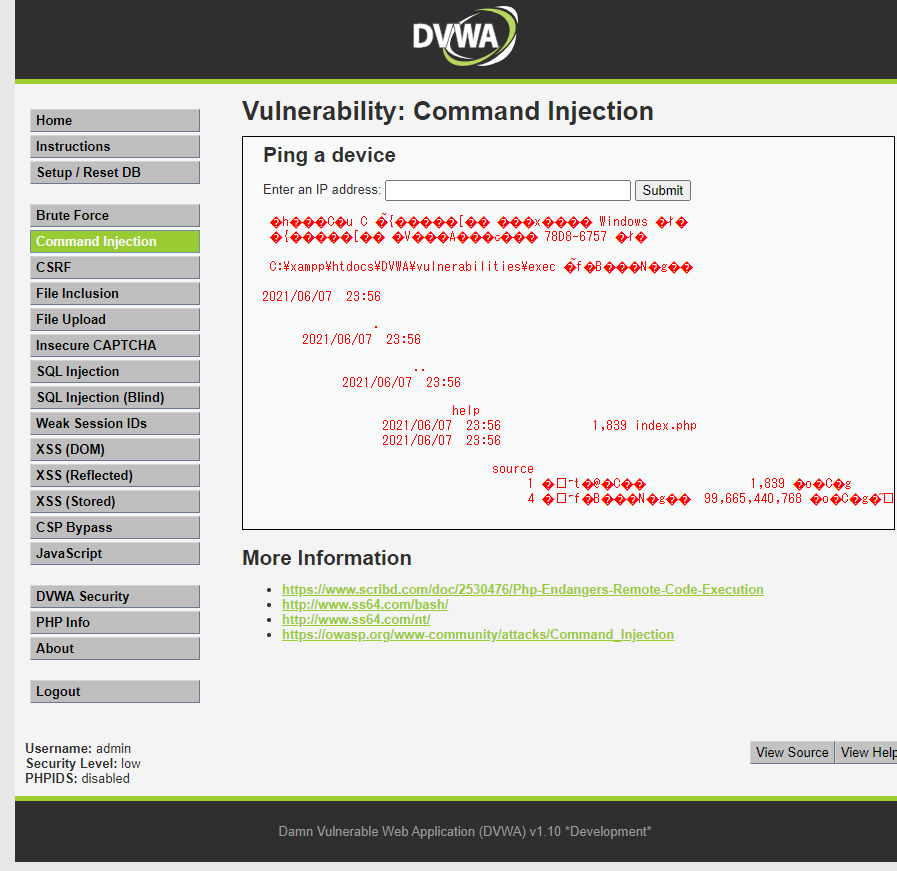 DVWA
Home
Instructions
Setup / Reset DB
Brute Force
Command Injection
CSRF
File Inclusion
File Upload
Insecure CAPTCHA
SQL Injection
SQL Injection (Blind)
Weak Session IDs
XSS (DOM)
XSS (Reflected)
XSS (Stored)
CSP Bypass
JavaScript
DVWA Security
PHP Info
About
Logout
Vulnerability: Command Injection
Ping a device
Enter an IP address:
Submit
Windows
78D8-6757
C:¥xampp¥htdocs¥DVWA¥vulnerabilities¥exec
2021/06/07 23:56
.
2021/06/07 23:56
..
2021/06/07 23:56
help
2021/06/07 23:56 1,839 index.php
2021/06/07 23:56
source
1 1,839
4 99,665,440,768
More Information
https://www.scribd.com/doc/2530476/Php-Endangers-Remote-Code-Execution
http://www.ss64.com/bash/
http://www.ss64.com/nt/
https://owasp.org/www-community/attacks/Command_Injection
Username: admin
Security Level: low
PHPIDS: disabled
View Source
View Help
Damn Vulnerable Web Application (DVWA) v1.10 *Development*